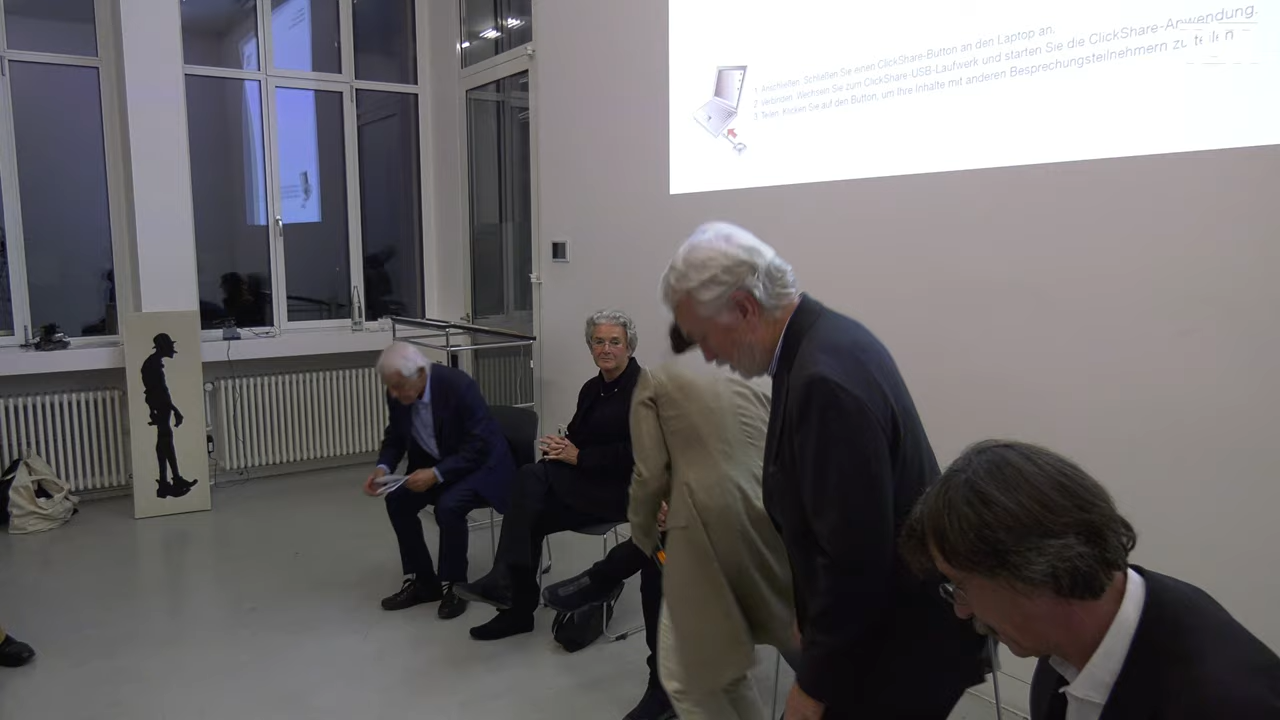 1 Anschließen: Schließen Sie einen ClickShare-Button an den Laptop an.
2 Verbinden: Wechseln Sie zum ClickShare-USB-Laufwerk und starten Sie die ClickShare-Anwendung.
3 Teilen: Klicken Sie auf den Button, um Ihre Inhalte mit anderen Besprechungsteilnehmern zu teilen